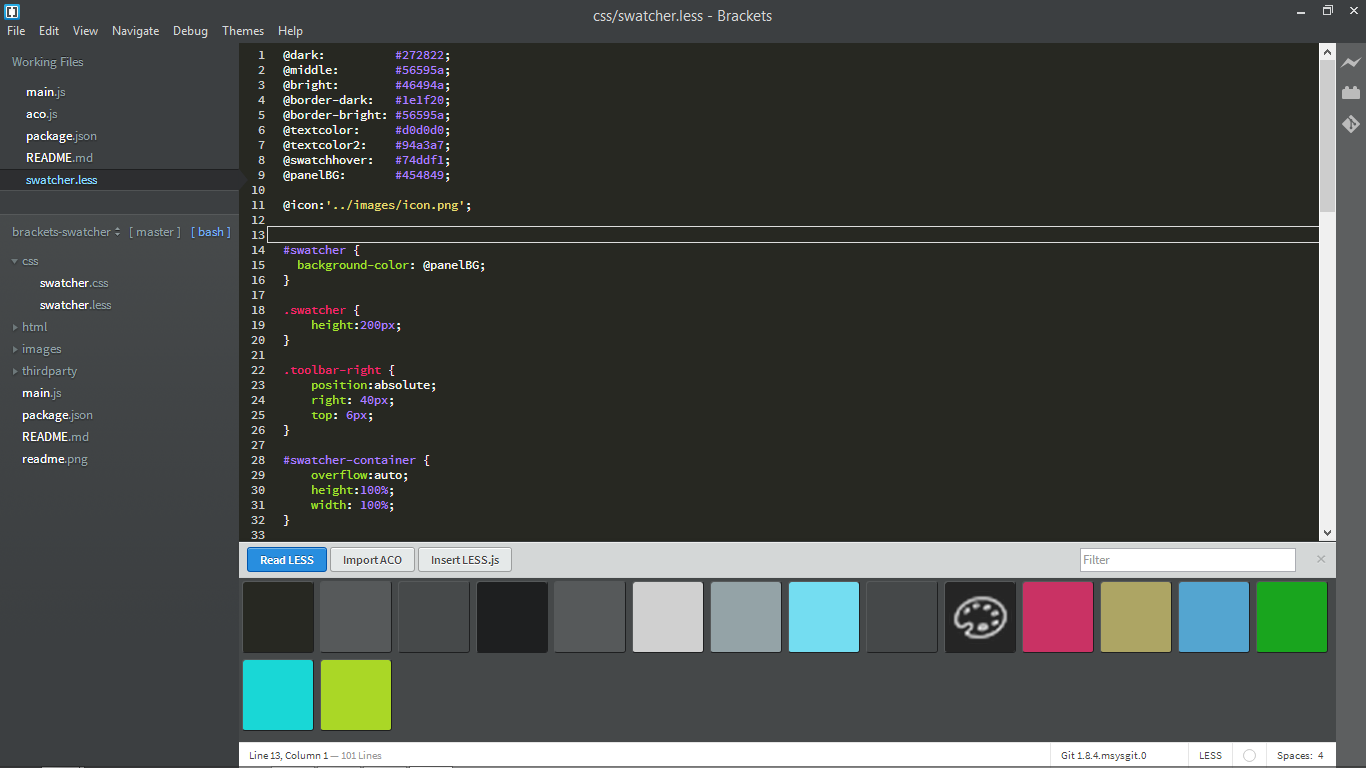 css/swatcher.less - Brackets
File Edit View Navigate Debug Themes Help
Working Files
main.js
aco.js
package.json
README.md
swatcher.less
brackets-swatcher [ master ] [ bash ]
css
swatcher.css
swatcher.less
html
images
thirdparty
main.js
package.json
README.md
readme.png
1 @dark: #272822;
2 @middle: #56595a;
3 @bright: #46494a;
4 @border-dark: #1e1f20;
5 @border-bright: #56595a;
6 @textcolor: #d0d0d0;
7 @textcolor2: #94a3a7;
8 @swatchhover: #74ddf1;
9 @panelBG: #454849;
10
11 @icon:'../images/icon.png';
12
13
14 #swatcher {
15 background-color: @panelBG;
16 }
17
18 .swatcher {
19 height:200px;
20 }
21
22 .toolbar-right {
23 position:absolute;
24 right: 40px;
25 top: 6px;
26 }
27
28 #swatcher-container {
29 overflow:auto;
30 height:100%;
31 width: 100%;
32 }
33
Read LESS Import ACO Insert LESS.js Filter
Line 13, Column 1 — 101 Lines Git 1.8.4.msysgit.0 LESS Spaces: 4